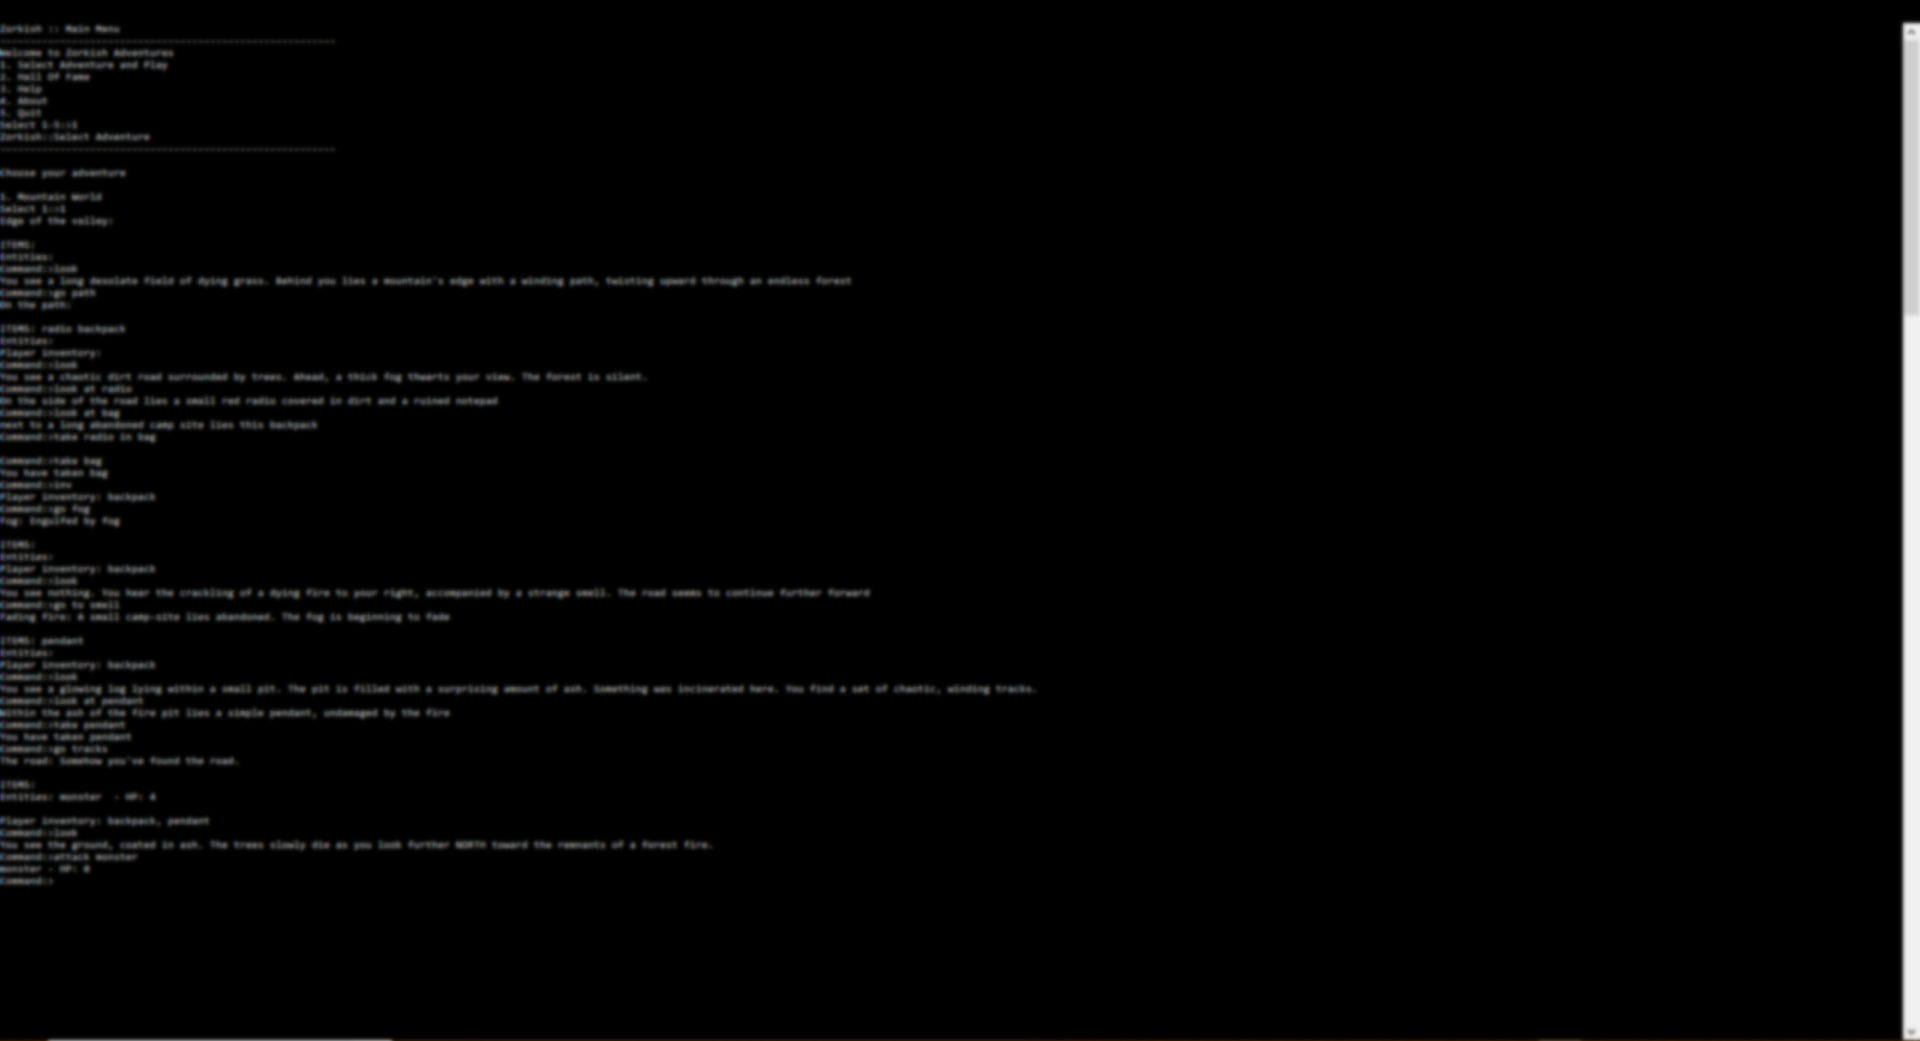 Zorkish :: Main Menu
--------------------------------------------------------
Welcome to Zorkish Adventures
1. Select Adventure and Play
2. Hall Of Fame
3. Help
4. About
5. Quit
Select 1-5:>1
Zorkish::Select Adventure
--------------------------------------------------------
Choose your adventure
1. Mountain World
Select 1:>1
Edge of the valley:
ITEMS:
Entities:
Command:>look
You see a long desolate field of dying grass. Behind you lies a mountain's edge with a winding path, twisting upward through an endless forest
Command:>go path
On the path:
ITEMS: radio backpack
Entities:
Player inventory:
Command:>look
You see a chaotic dirt road surrounded by trees. Ahead, a thick fog thwarts your view. The forest is silent.
Command:>look at radio
On the side of the road lies a small red radio covered in dirt and a ruined notepad
Command:>look at bag
next to a long abandoned camp site lies this backpack
Command:>take radio in bag
Command:>take bag
You have taken bag
Command:>inv
Player inventory: backpack
Command:>go fog
Fog: Engulfed by fog
ITEMS:
Entities:
Player inventory: backpack
Command:>look
You see nothing. You hear the crackling of a dying fire to your right, accompanied by a strange smell. The road seems to continue further forward
Command:>go to smell
Fading fire: A small camp-site lies abandoned. The fog is beginning to fade
ITEMS: pendant
Entities:
Player inventory: backpack
Command:>look
You see a glowing log lying within a small pit. The pit is filled with a surprising amount of ash. Something was incinerated here. You find a set of chaotic, winding tracks.
Command:>look at pendant
Within the ash of the fire pit lies a simple pendant, undamaged by the fire
Command:>take pendant
You have taken pendant
Command:>go tracks
The road: Somehow you've found the road.
ITEMS:
Entities: monster  - HP: 4
Player inventory: backpack, pendant
Command:>look
You see the ground, coated in ash. The trees slowly die as you look further NORTH toward the remnants of a forest fire.
Command:>attack monster
monster - HP: 0
Command:>